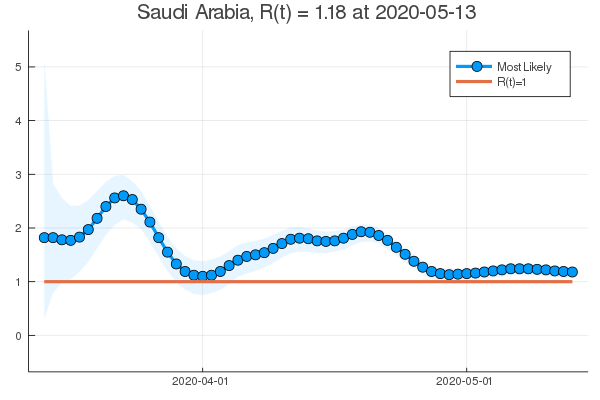 Saudi Arabia, R(t) = 1.18 at 2020-05-13
Most Likely
R(t)=1
5
4
3
2
1
0
2020-04-01
2020-05-01